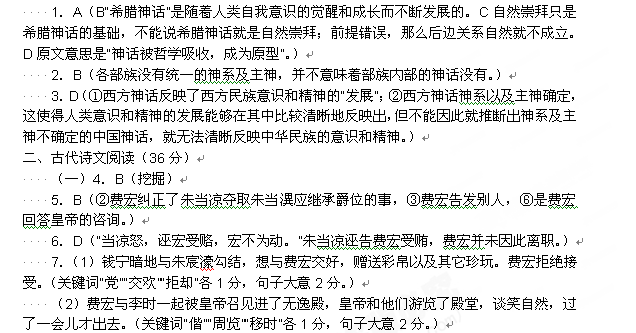 1．A（B“希腊神话”是随着人类自我意识的觉醒和成长而不断发展的。C 自然崇拜只是
希腊神话的基础，不能说希腊神话就是自然崇拜；前提错误，那么后边关系自然就不成立。
D 原文意思是“神话被哲学吸收，成为原型”。）
2．B（各部族没有统一的神系及主神，并不意味着部族内部的神话没有。）
3．D（①西方神话反映了西方民族意识和精神的“发展”；②西方神话神系以及主神确定，
这使得人类意识和精神的发展能够在其中比较清晰地反映出，但不能因此就推断出神系及主
神不确定的中国神话，就无法清晰反映中华民族的意识和精神。）
二、古代诗文阅读（36 分）
（一）4．B（挖掘）
5．B（②费宏纠正了朱当凉夺取朱当溟应继承爵位的事，③费宏告发别人，⑥是费宏
回答皇帝的咨询。）
6．D（“当凉怒，诬宏受赂，宏不为动。”朱当凉诬告费宏受贿，费宏并未因此离职。）
7．（1）钱宁暗地与朱宸濠勾结，想与费宏交好，赠送彩帛以及其它珍玩。费宏拒绝接
受。（关键词“党”“交欢”“拒却”各 1 分，句子大意 2 分。）
（2）费宏与李时一起被皇帝召见进了无逸殿，皇帝和他们游览了殿堂，谈笑自然，过
了一会儿才出去。（关键词“偕”“周览”“移时”各 1 分，句子大意 2 分。）